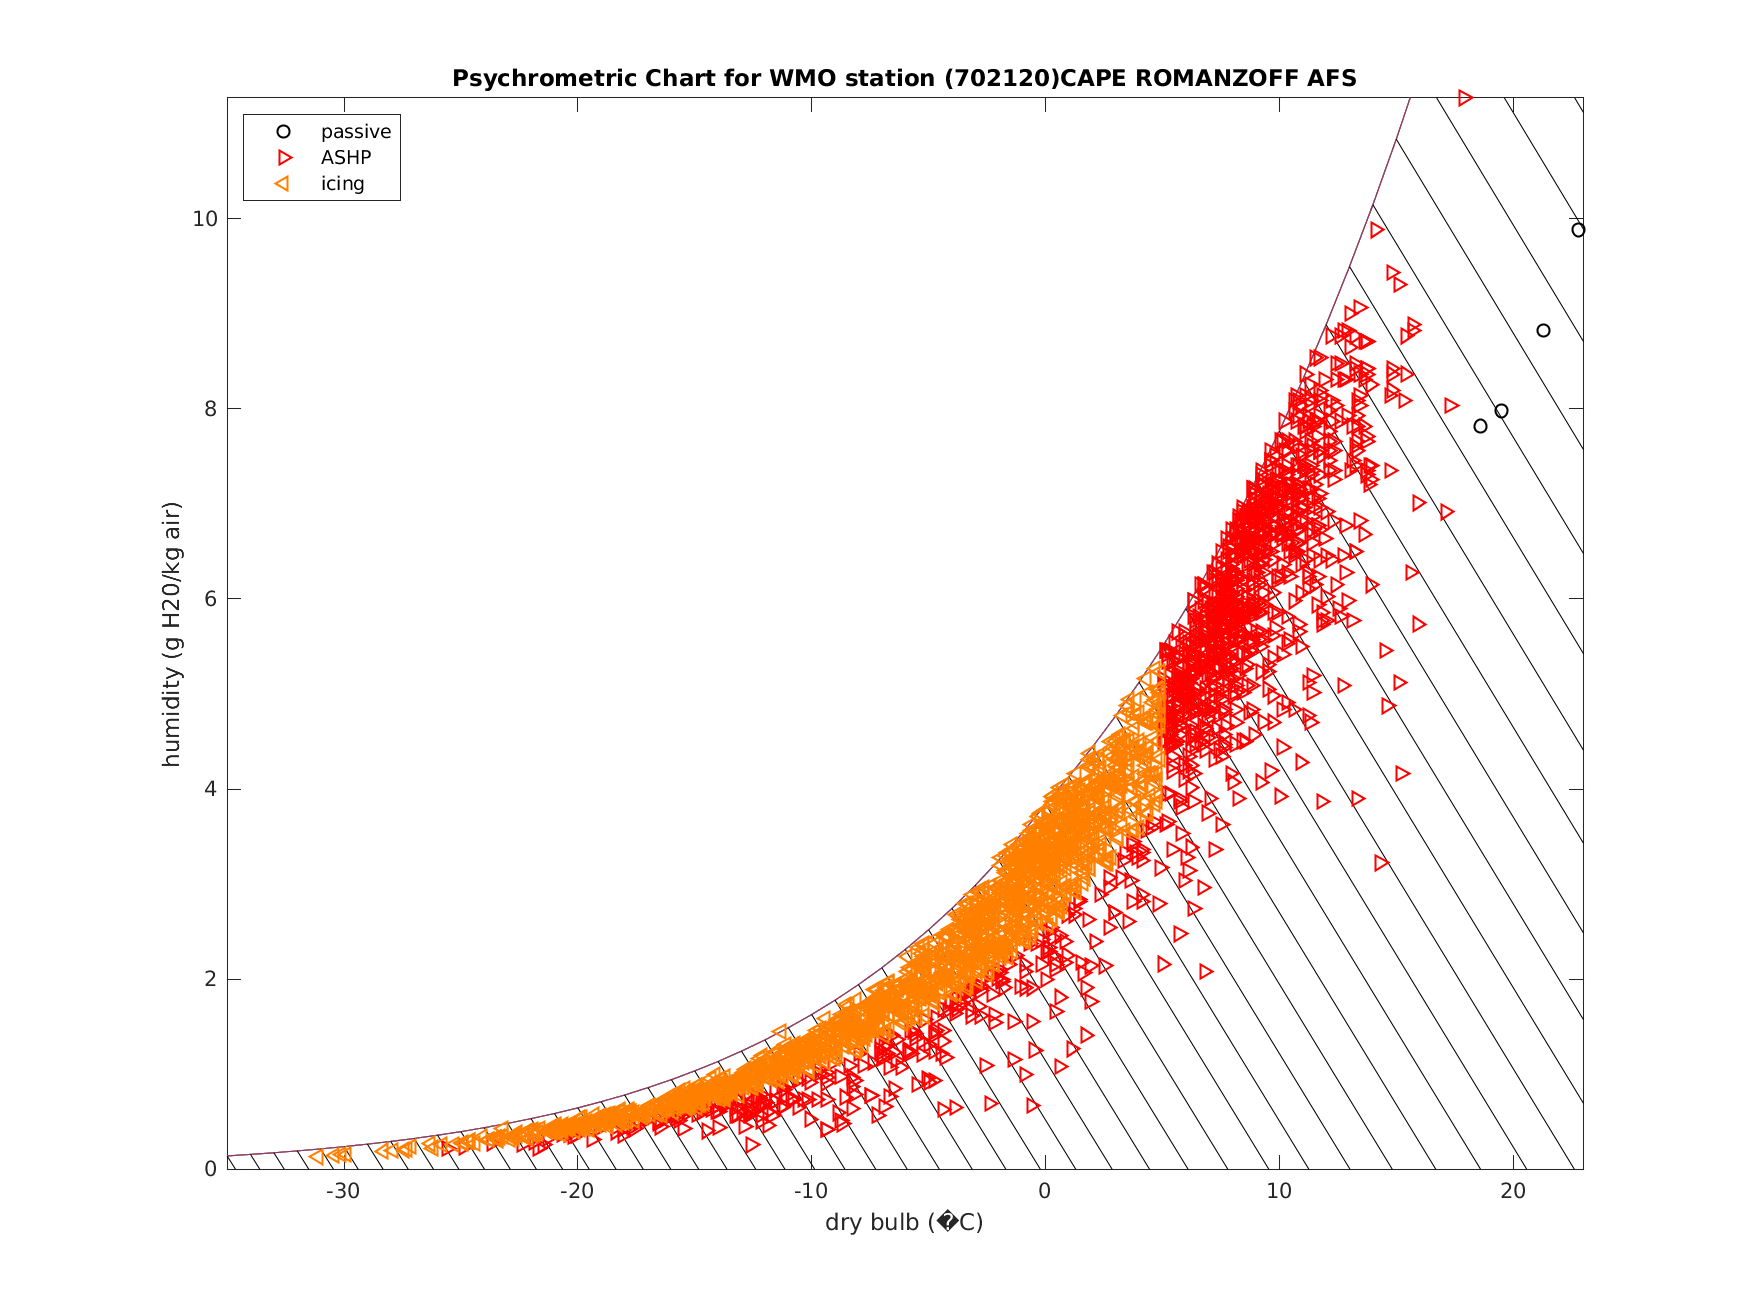 Psychrometric Chart for WMO station (702120)CAPE ROMANZOFF AFS
passive
ASHP
icing
10
8
6
4
2
0
humidity (g H20/kg air)
-30
-20
-10
0
10
20
dry bulb (�C)